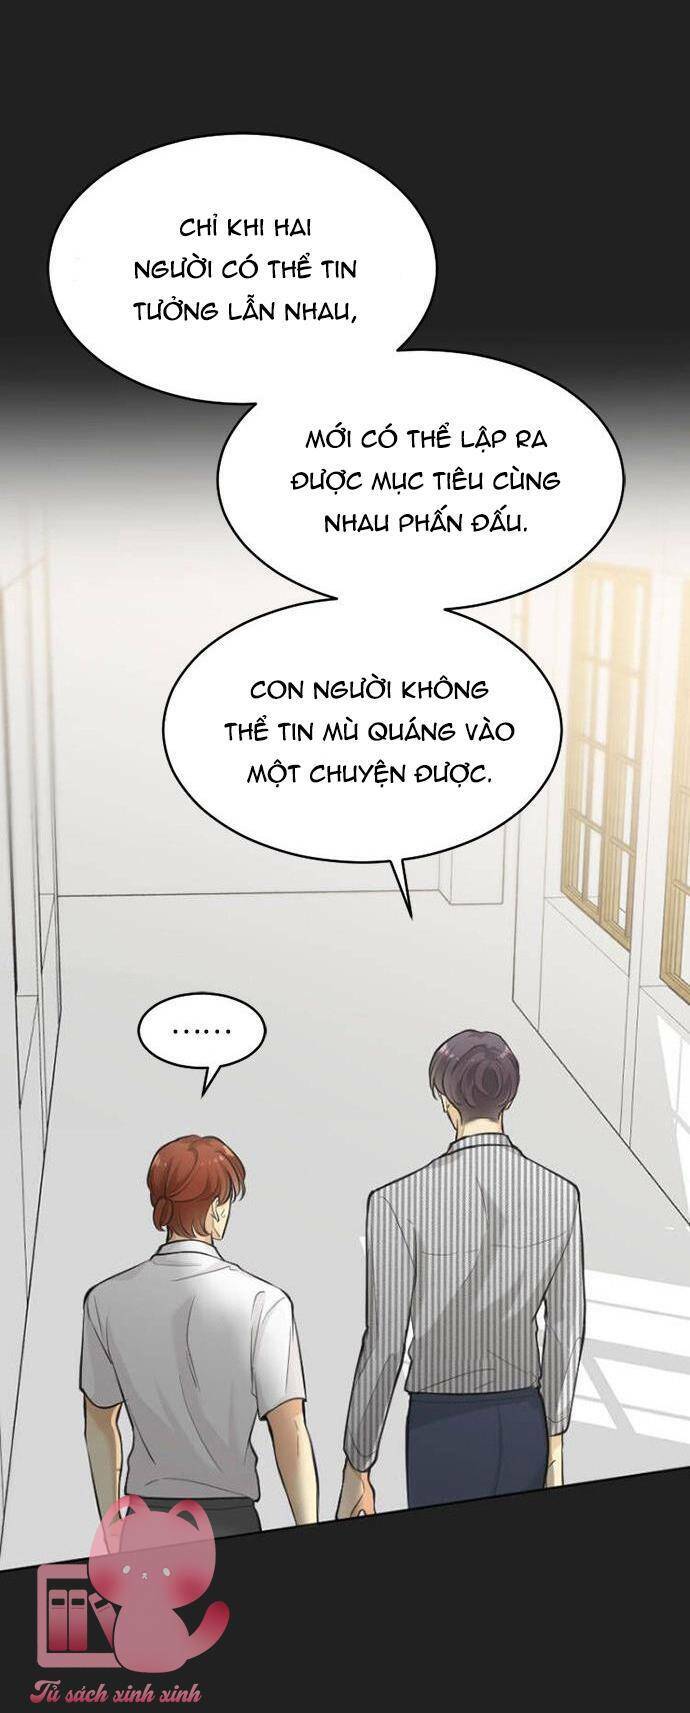 CHỈ KHI HAI
NGƯỜI CÓ THỂ TIN
TƯỞNG LẪN NHAU,
MỚI CÓ THỂ LẬP RA
ĐƯỢC MỤC TIÊU CÙNG
NHAU PHẤN ĐẤU.
CON NGƯỜI KHÔNG
THỂ TIN MÙ QUÁNG VÀO
MỘT CHUYỆN ĐƯỢC.
......
Tủ sách xinh xinh